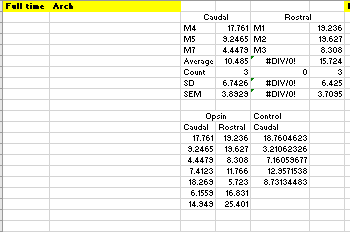 Full time Arch
Caudal Rostral
M4 17.761 M1 19.236
M5 9.2465 M2 19.627
M7 4.4479 M3 8.308
Average 10.485 #DIV/0! 15.724
Count 3 0 3
SD 6.7426 #DIV/0! 6.425
SEM 3.8929 #DIV/0! 3.7095
Opsin Control
Caudal Rostral Caudal
17.761 19.236 18.7604623
9.2465 19.627 3.21062326
4.4479 8.308 7.16059677
7.4123 11.766 12.9571538
18.269 5.723 8.73134483
6.1559 16.831
14.949 25.401